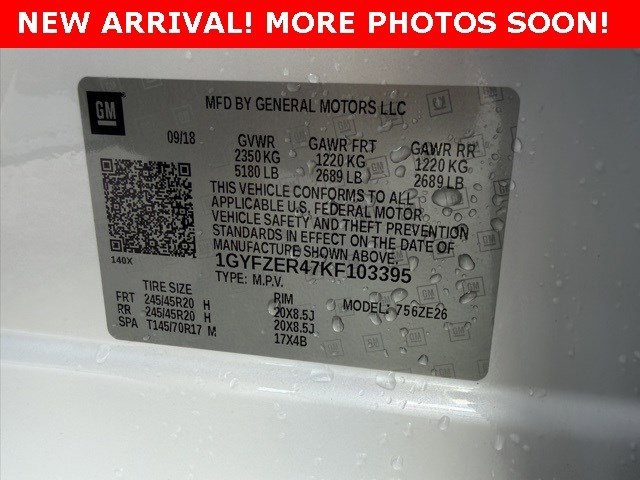 NEW ARRIVAL! MORE PHOTOS SOON!
GM
MFD BY GENERAL MOTORS LLC
09/18 GVWR GAWR FRT GAWR RR
2350 KG 1220 KG 1220 KG
5180 LB 2689 LB 2689 LB
THIS VEHICLE CONFORMS TO ALL
APPLICABLE U.S. FEDERAL MOTOR
VEHICLE SAFETY AND THEFT PREVENTION
STANDARDS IN EFFECT ON THE DATE OF
MANUFACTURE SHOWN ABOVE.
140X
1GYFZER47KF103395
TYPE: M.P.V.
TIRE SIZE RIM MODEL: 756ZE26
FRT 245/45R20 H 20X8.5J
RR 245/45R20 H 20X8.5J
SPA T145/70R17 M 17X4B